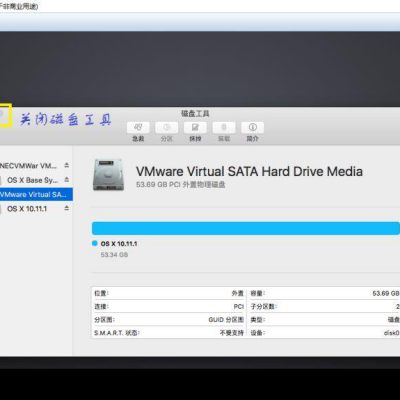 于非商业用途)
关闭磁盘工具
磁盘工具
急救 分区 抹掉 装载 简介
NECVMWar VM...
OS X Base Sy...
VMware Virtual SA...
OS X 10.11.1
VMware Virtual SATA Hard Drive Media
53.69 GB PCI 外置物理磁盘
OS X 10.11.1
53.34 GB
位置: 外置 容量: 53.69 GB
连接: PCI 子分区数: 2
分区图: GUID 分区图 类型: 磁盘
S.M.A.R.T. 状态: 不受支持 设备: disk0